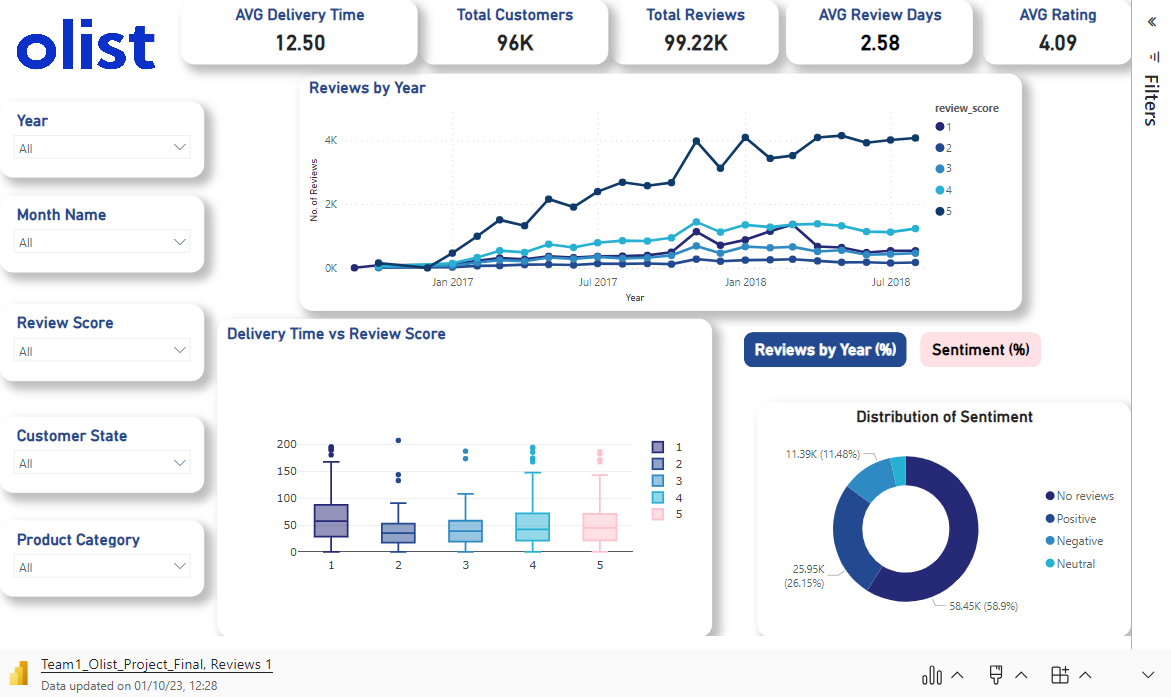 olist
AVG Delivery Time
12.50
Total Customers
96K
Total Reviews
99.22K
AVG Review Days
2.58
AVG Rating
4.09
Filters
Year
All
Month Name
All
Review Score
All
Customer State
All
Product Category
All
Reviews by Year
No. of Reviews
4K
2K
0K
Jan 2017
Jul 2017
Jan 2018
Jul 2018
Year
review_score
1
2
3
4
5
Delivery Time vs Review Score
200
150
100
50
0
1
2
3
4
5
1
2
3
4
5
Reviews by Year (%)
Sentiment (%)
Distribution of Sentiment
11.39K (11.48%)
25.95K
(26.15%)
58.45K (58.9%)
No reviews
Positive
Negative
Neutral
Team1_Olist_Project_Final, Reviews 1
Data updated on 01/10/23, 12:28